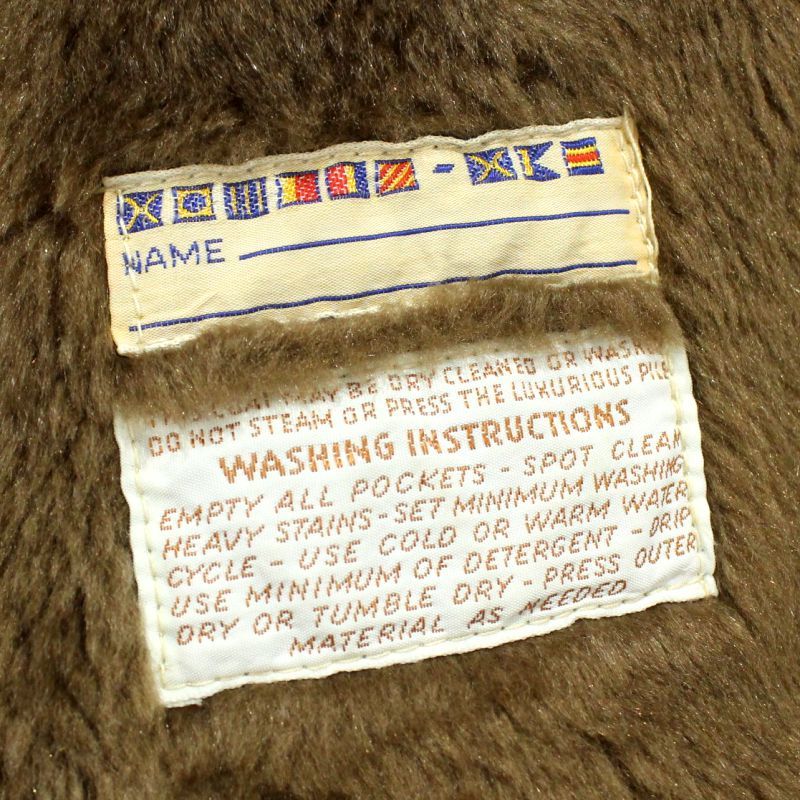 NAME
THIS COAT MAY BE DRY CLEANED OR WASH
DO NOT STEAM OR PRESS THE LUXURIOUS PILE
WASHING INSTRUCTIONS
EMPTY ALL POCKETS - SPOT CLEAN
HEAVY STAINS-SET MINIMUM WASHING
CYCLE - USE COLD OR WARM WATER
USE MINIMUM OF DETERGENT - DRIP
DRY OR TUMBLE DRY - PRESS OUTER
MATERIAL AS NEEDED